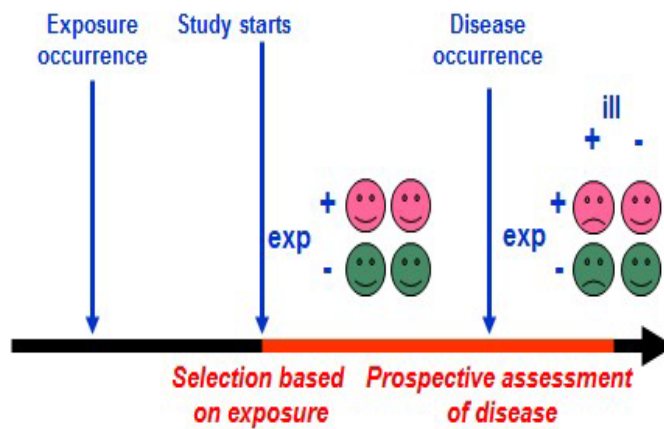 Exposure
occurrence
Study starts
Disease
occurrence
ill
+ -
+
exp
-
+
exp
-
Selection based
on exposure
Prospective assessment
of disease